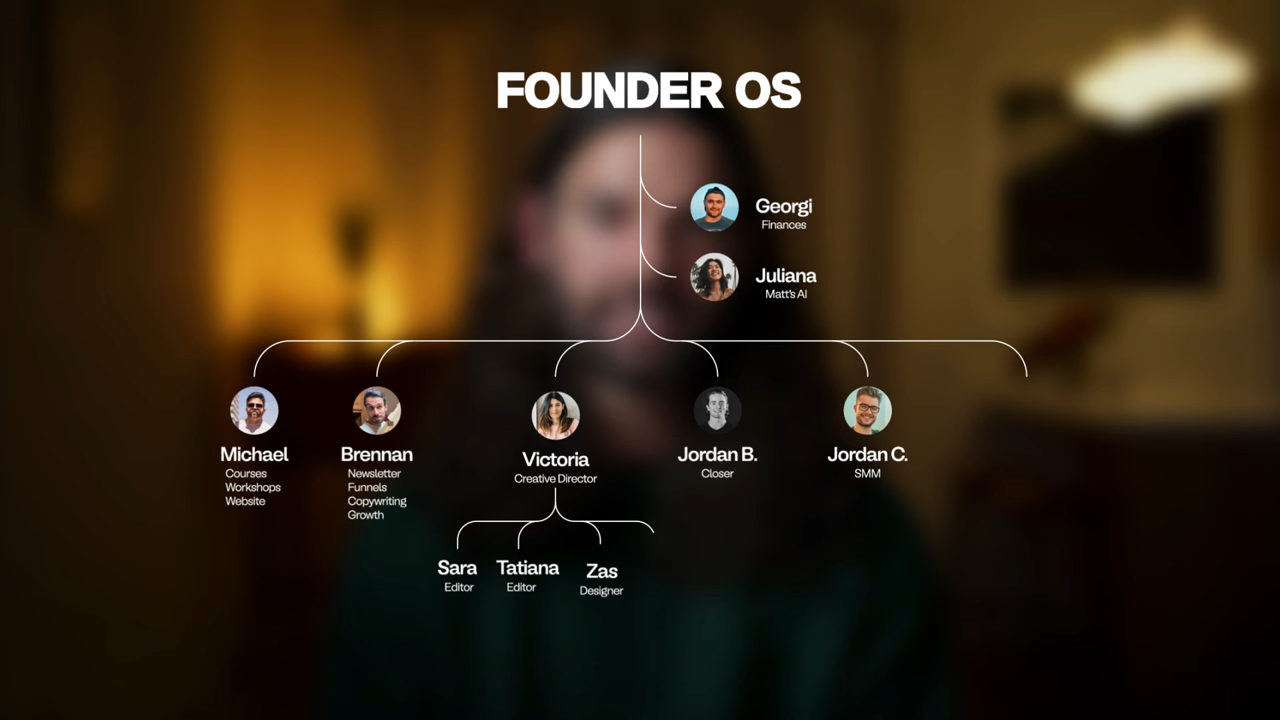 FOUNDER OS
Georgi
Finances
Juliana
Matt's AI
Michael
Courses
Workshops
Website
Brennan
Newsletter
Funnels
Copywriting
Growth
Victoria
Creative Director
Jordan B.
Closer
Jordan C.
SMM
Sara
Editor
Tatiana
Editor
Zas
Designer